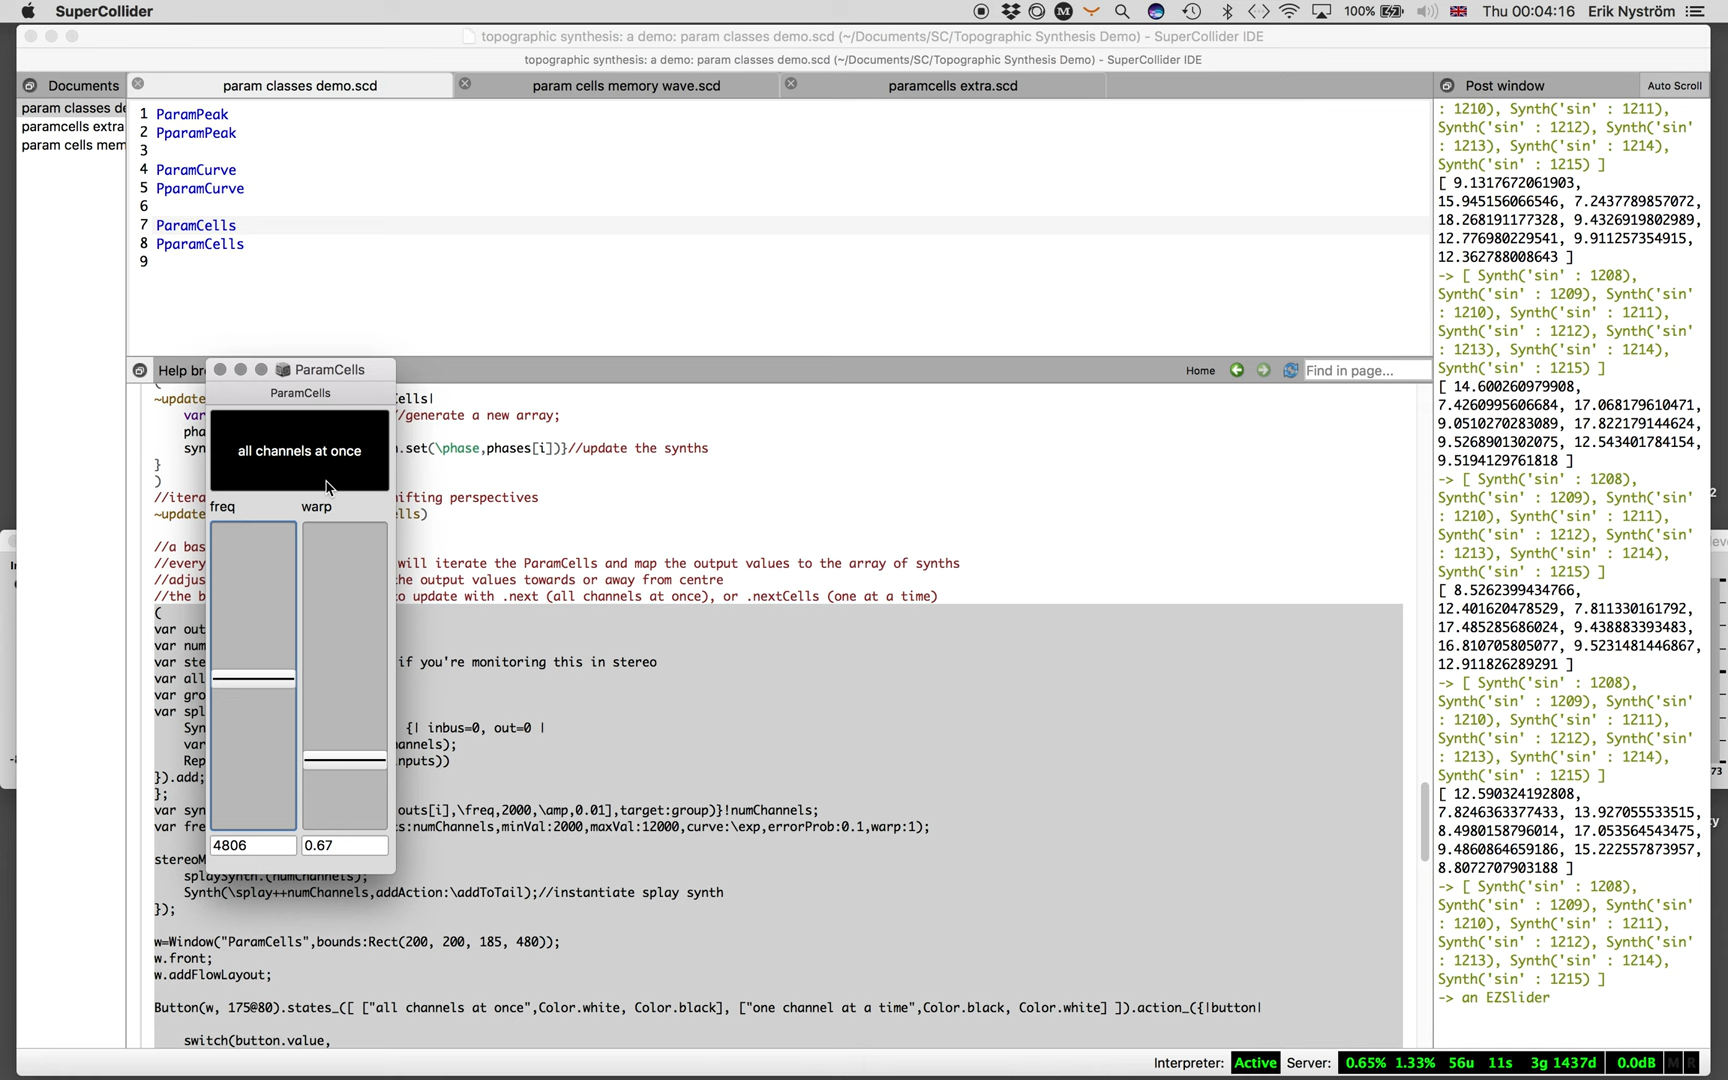 SuperCollider
100%
Thu 00:04:16
Erik Nyström
topographic synthesis: a demo: param classes demo.scd (~/Documents/SC/Topographic Synthesis Demo) - SuperCollider IDE
topographic synthesis: a demo: param classes demo.scd (~/Documents/SC/Topographic Synthesis Demo) - SuperCollider IDE
Documents
param classes demo.scd
param cells memory wave.scd
paramcells extra.scd
Post window
Auto Scroll
param classes de
paramcells extra
param cells mem
1 ParamPeak
2 PparamPeak
3
4 ParamCurve
5 PparamCurve
6
7 ParamCells
8 PparamCells
9
Help br
Home
Find in page...
ParamCells
ParamCells
all channels at once
freq
warp
4806
0.67
(
~update
Cells|
var
//generate a new array;
pha
syn
.set(\phase,phases[i])}//update the synths
}
)
//itera
ifting perspectives
~update
ells)
//a bas
//every
will iterate the ParamCells and map the output values to the array of synths
//adjus
the output values towards or away from centre
//the b
to update with .next (all channels at once), or .nextCells (one at a time)
(
var out
var num
var ste
if you're monitoring this in stereo
var all
var gro
var spl
Syn
{| inbus=0, out=0 |
var
annels);
Rep
nputs))
}).add;
};
var syn
outs[i],\freq,2000,\amp,0.01],target:group)}!numChannels;
var fre
s:numChannels,minVal:2000,maxVal:12000,curve:\exp,errorProb:0.1,warp:1);
stereoM
splaySynth.(numChannels);
Synth(\splay++numChannels,addAction:\addToTail);//instantiate splay synth
});
w=Window("ParamCells",bounds:Rect(200, 200, 185, 480));
w.front;
w.addFlowLayout;
Button(w, 175@80).states_([ ["all channels at once",Color.white, Color.black], ["one channel at a time",Color.black, Color.white] ]).action_({|button|
switch(button.value,
: 1210), Synth('sin' : 1211),
Synth('sin' : 1212), Synth('sin'
: 1213), Synth('sin' : 1214),
Synth('sin' : 1215) ]
[ 9.1317672061903,
15.945156066546, 7.2437789857072,
18.268191177328, 9.4326919802989,
12.776980229541, 9.911257354915,
12.362788008643 ]
-> [ Synth('sin' : 1208),
Synth('sin' : 1209), Synth('sin'
: 1210), Synth('sin' : 1211),
Synth('sin' : 1212), Synth('sin'
: 1213), Synth('sin' : 1214),
Synth('sin' : 1215) ]
[ 14.600260979908,
7.4260995606684, 17.068179610471,
9.0510270283089, 17.822179144624,
9.5268901302075, 12.543401784154,
9.5194129761818 ]
-> [ Synth('sin' : 1208),
Synth('sin' : 1209), Synth('sin'
: 1210), Synth('sin' : 1211),
Synth('sin' : 1212), Synth('sin'
: 1213), Synth('sin' : 1214),
Synth('sin' : 1215) ]
[ 8.5262399434766,
12.401620478529, 7.811330161792,
17.485285686024, 9.438883393483,
16.810705805077, 9.5231481446867,
12.911826289291 ]
-> [ Synth('sin' : 1208),
Synth('sin' : 1209), Synth('sin'
: 1210), Synth('sin' : 1211),
Synth('sin' : 1212), Synth('sin'
: 1213), Synth('sin' : 1214),
Synth('sin' : 1215) ]
[ 12.590324192808,
7.8246363377433, 13.927055533515,
8.4980158796014, 17.053564543475,
9.4860864659186, 15.222557873957,
8.8072707903188 ]
-> [ Synth('sin' : 1208),
Synth('sin' : 1209), Synth('sin'
: 1210), Synth('sin' : 1211),
Synth('sin' : 1212), Synth('sin'
: 1213), Synth('sin' : 1214),
Synth('sin' : 1215) ]
-> an EZSlider
Interpreter: Active Server: 0.65% 1.33% 56u 11s 3g 1437d 0.0dB M R